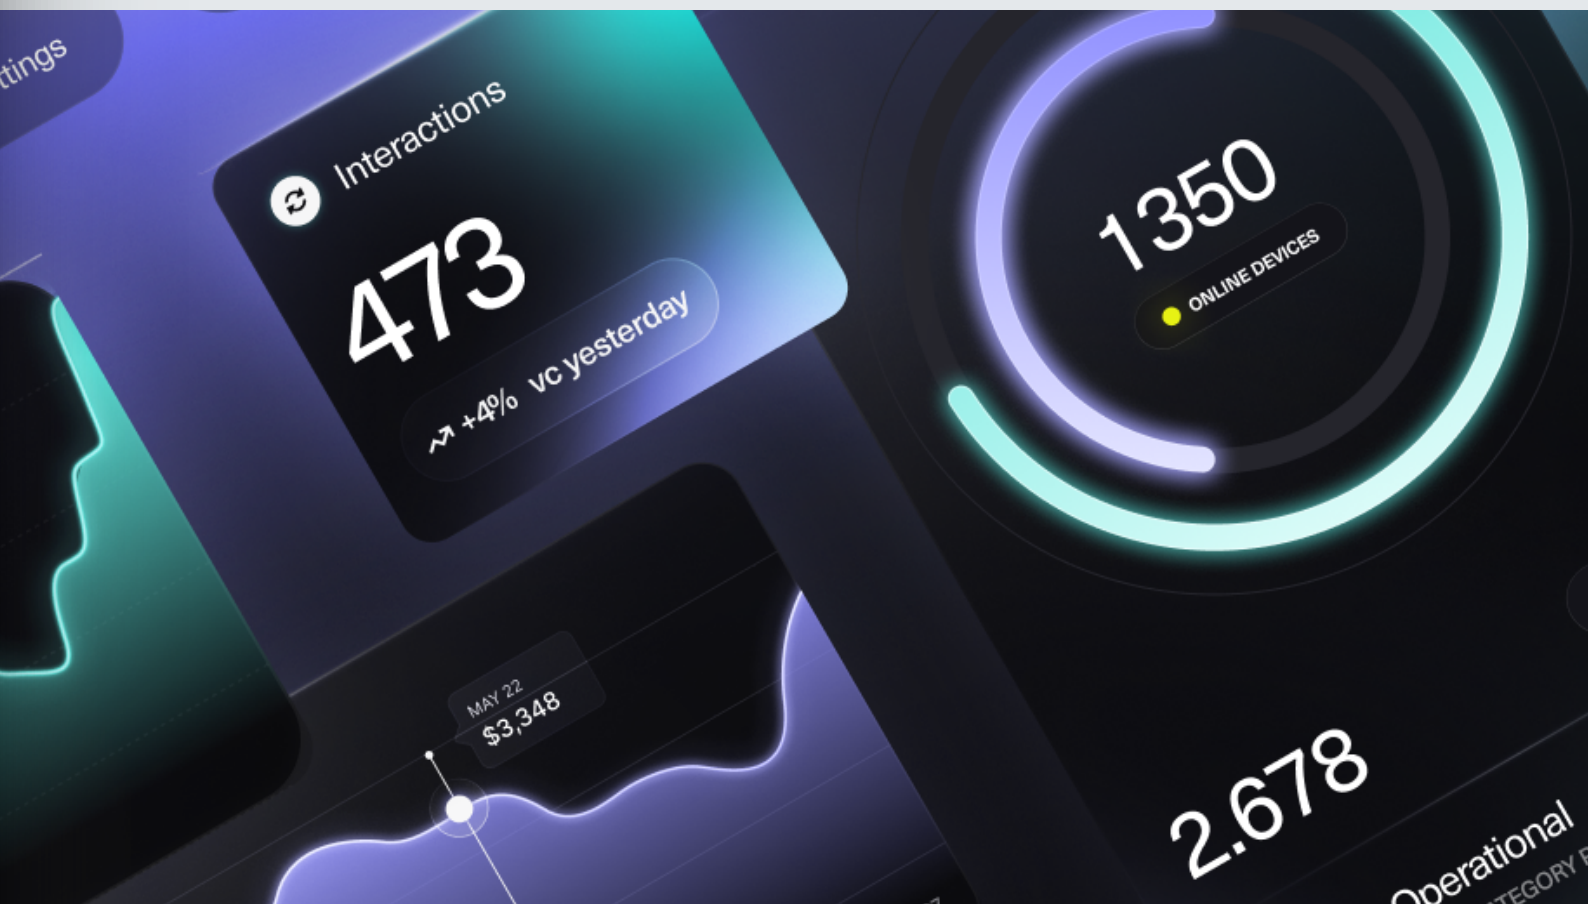 ttings
Interactions
473
+4% vc yesterday
1350
ONLINE DEVICES
MAY 22
$3,348
2.678
Operational